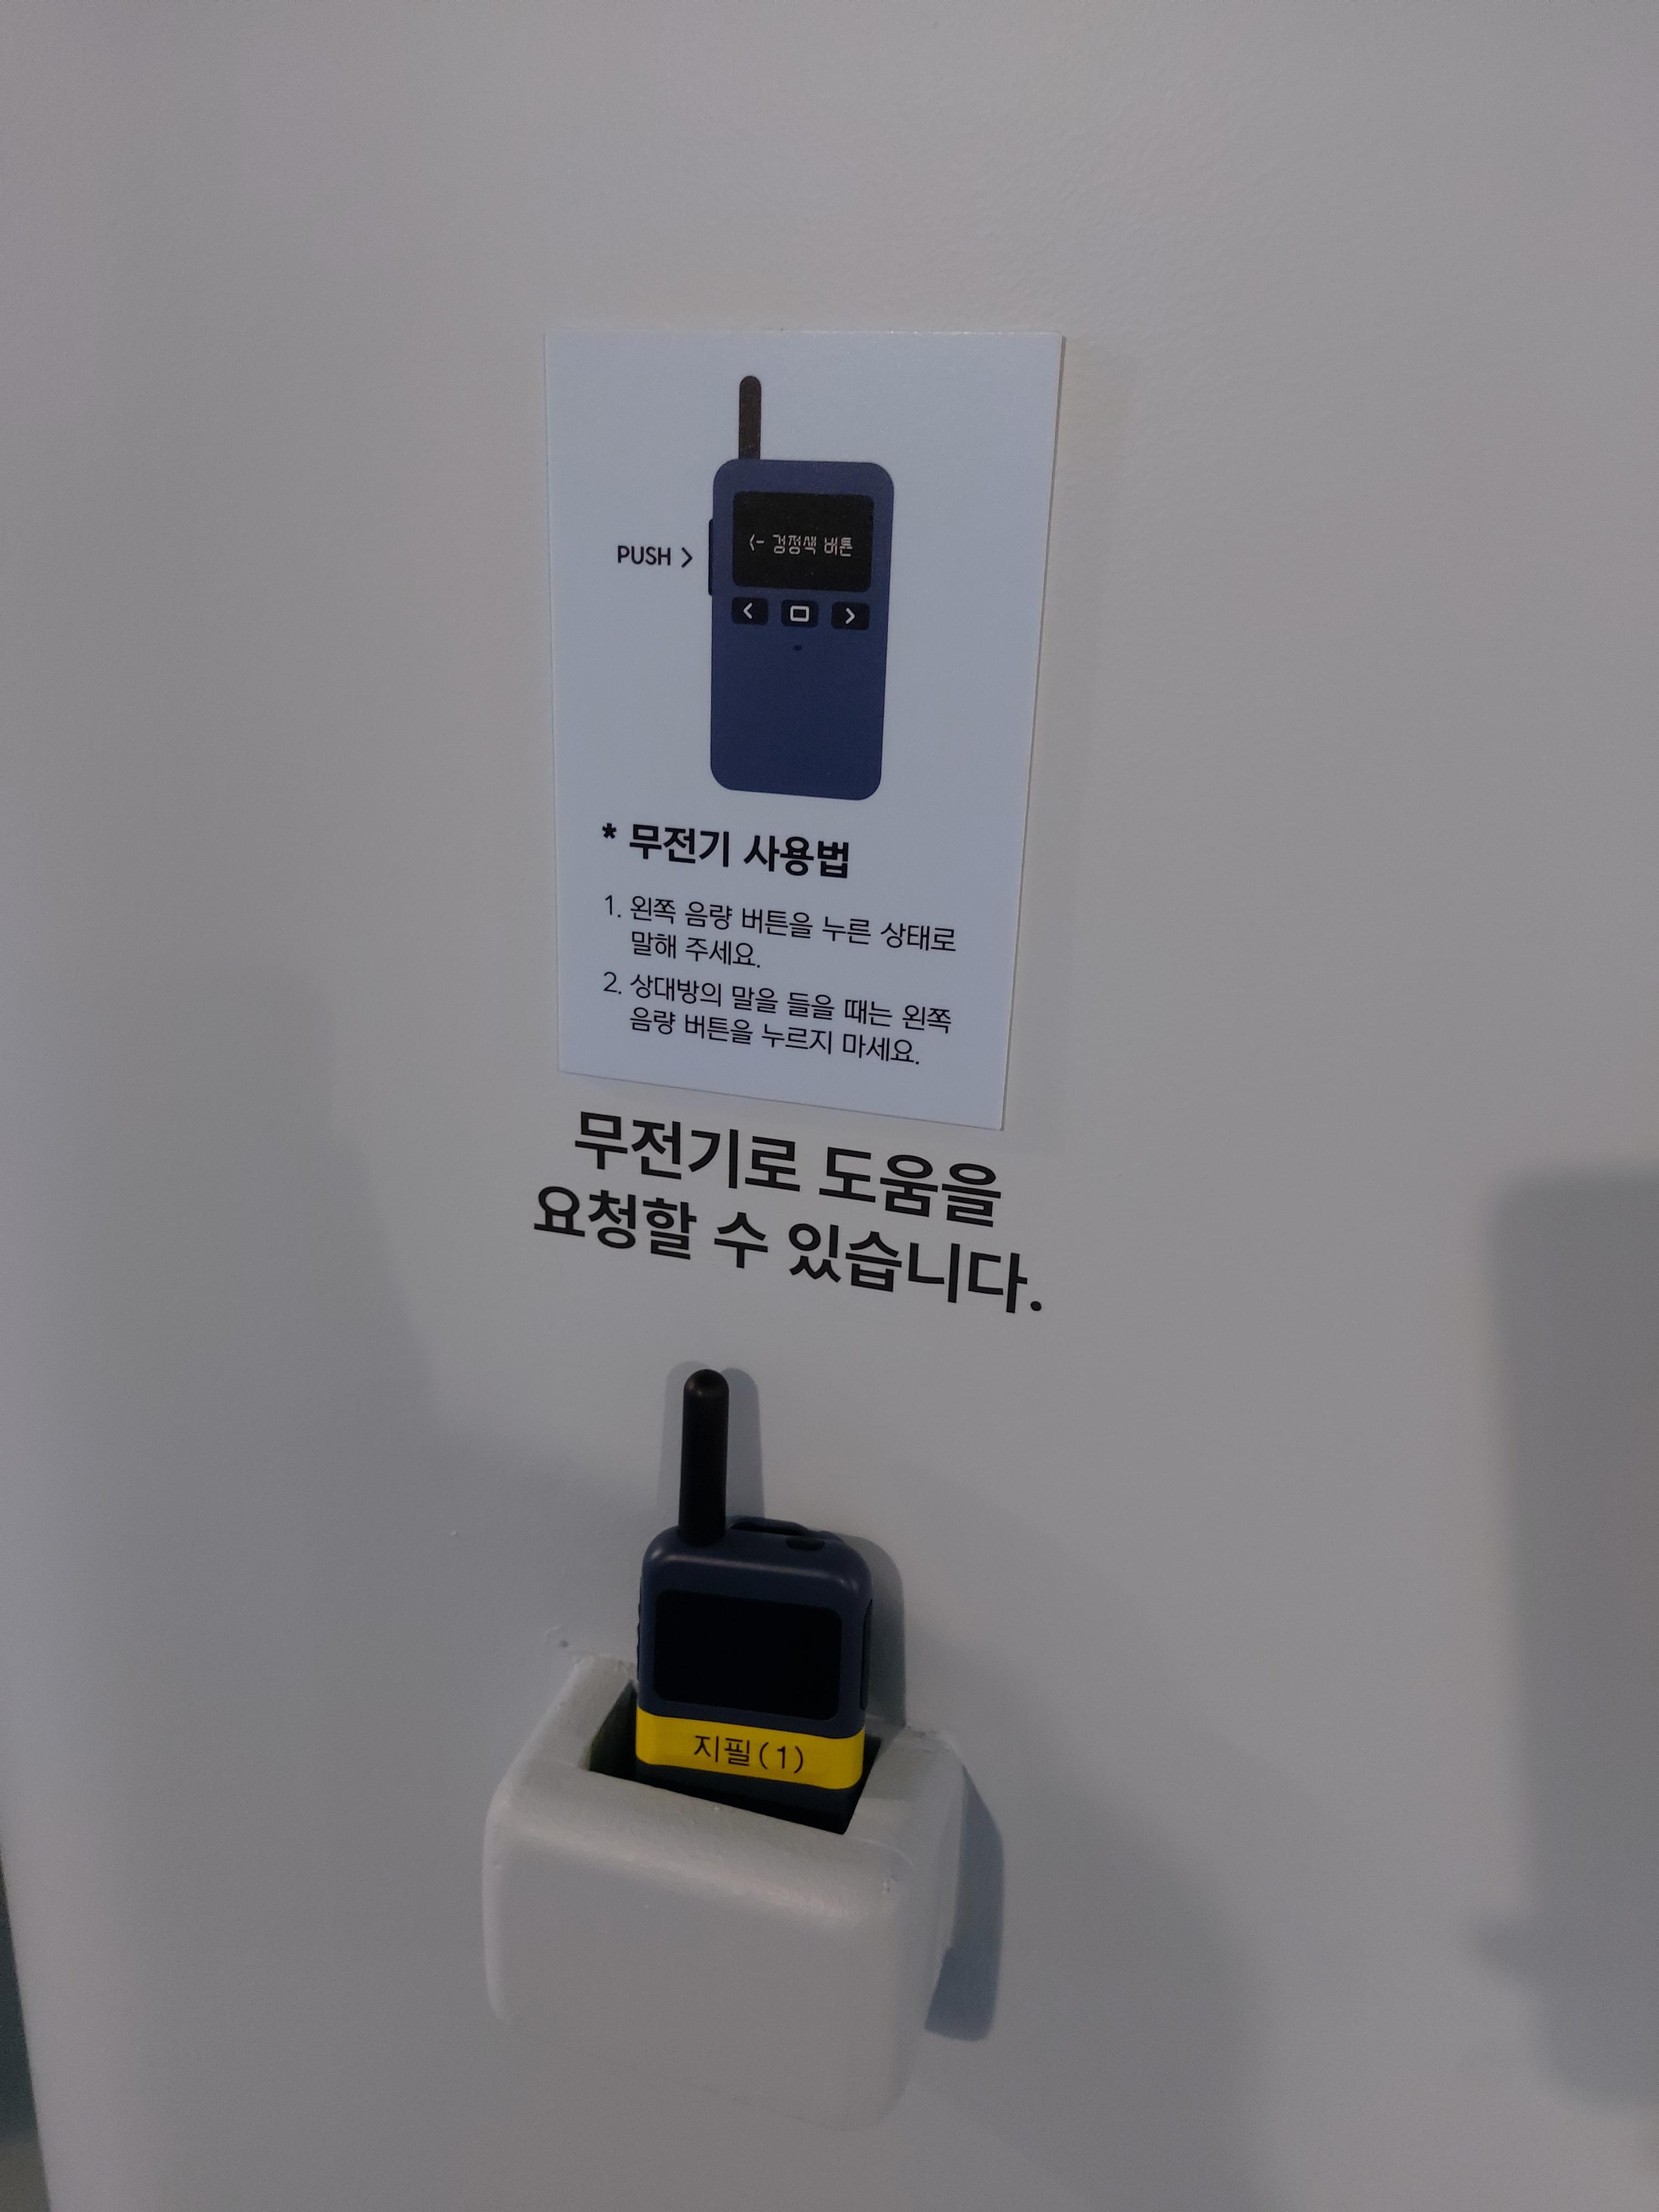 PUSH >
<- 검정색 버튼
* 무전기 사용법
1. 왼쪽 음량 버튼을 누른 상태로
말해 주세요.
2. 상대방의 말을 들을 때는 왼쪽
음량 버튼을 누르지 마세요.
무전기로 도움을
요청할 수 있습니다.
지필(1)